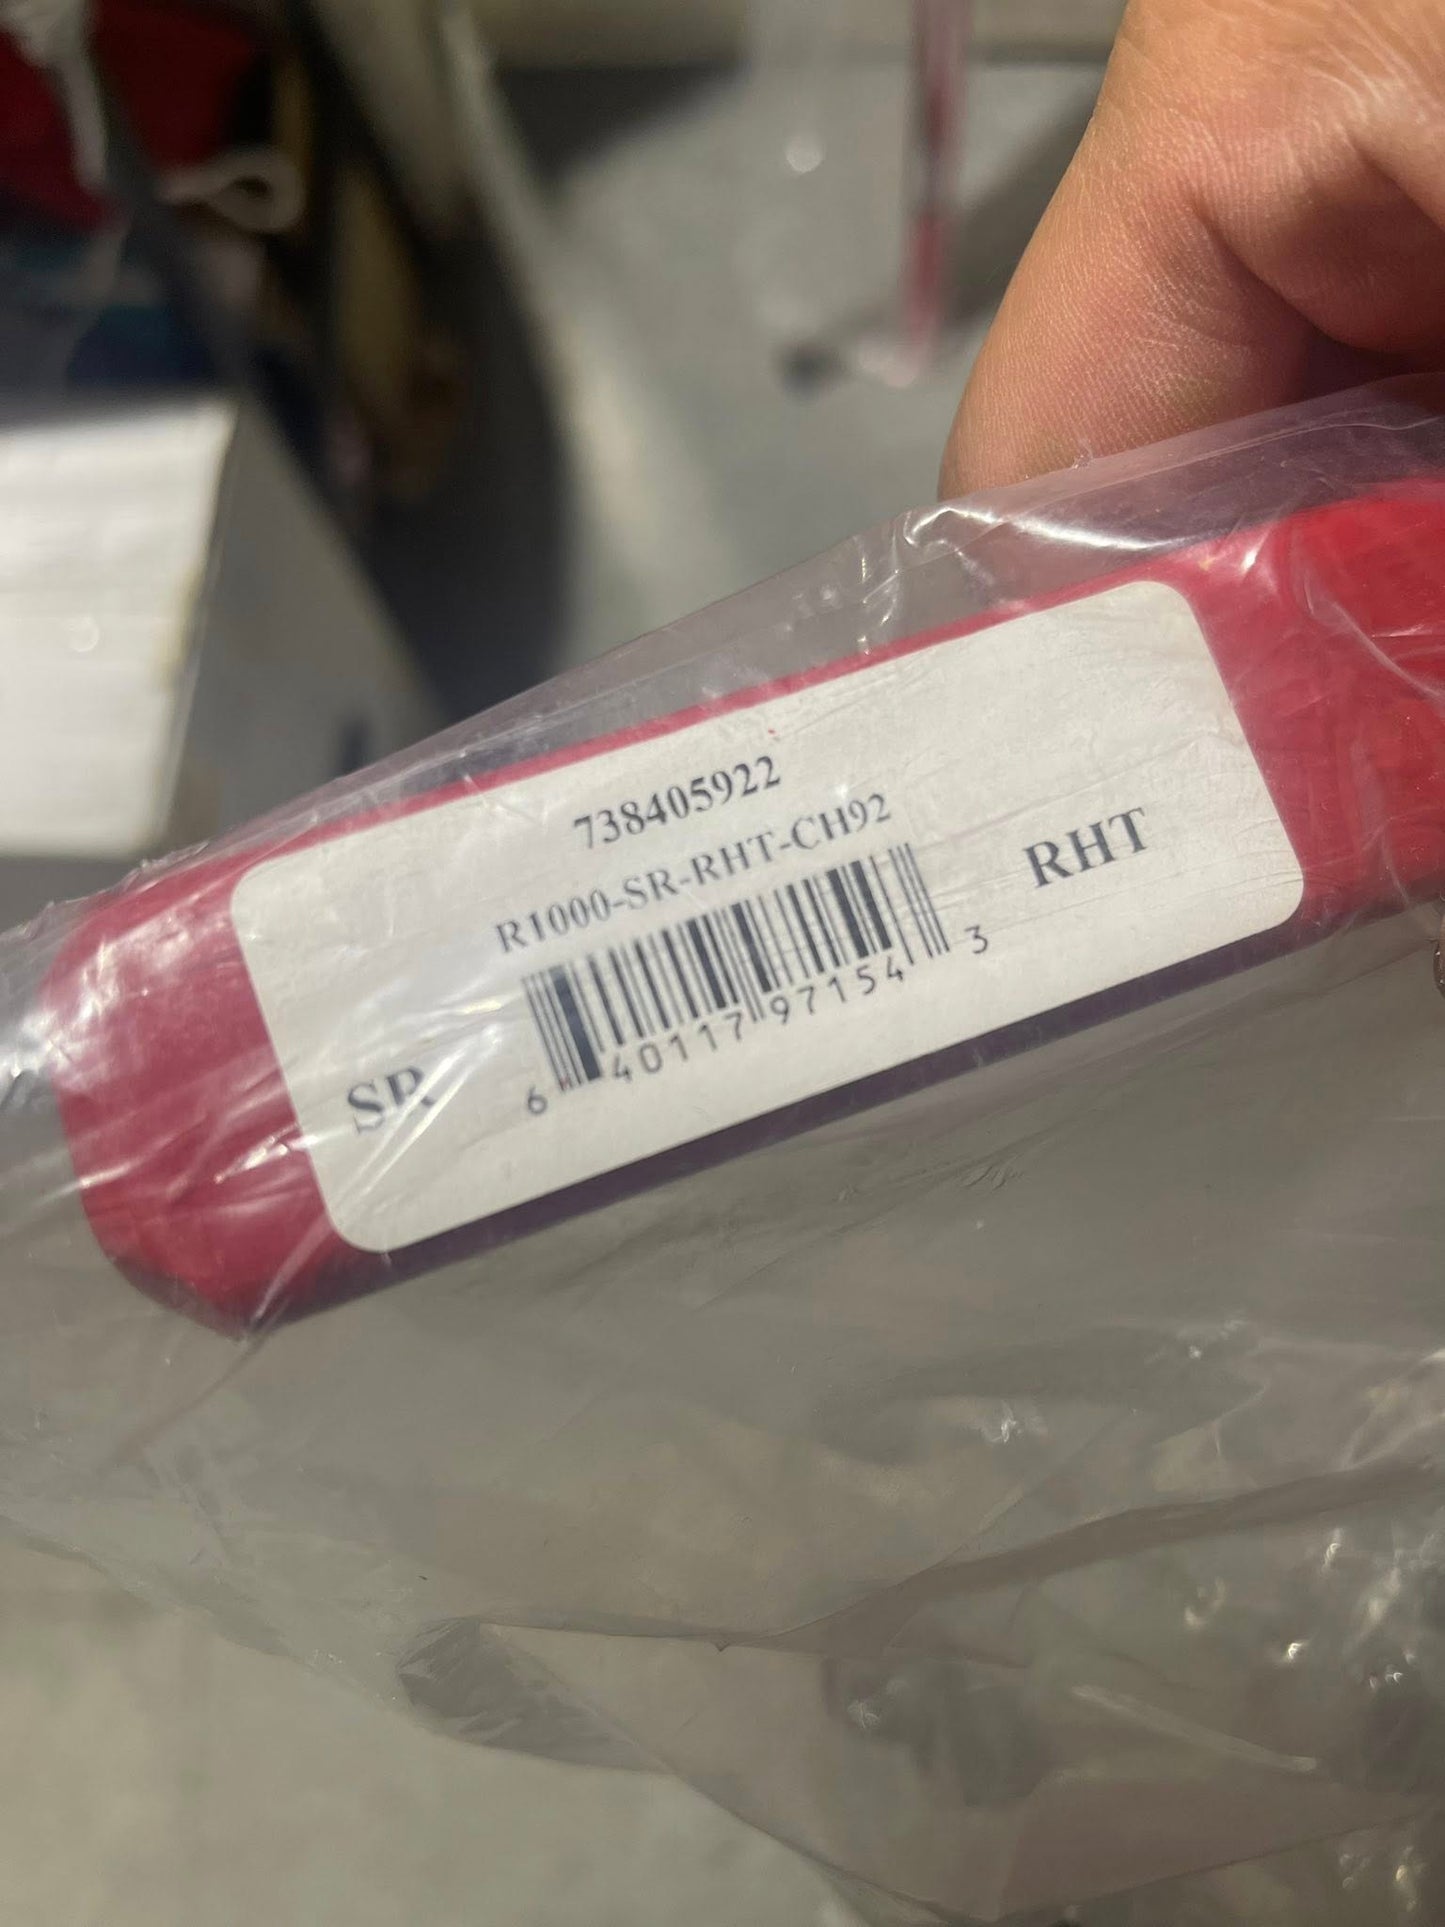 738405922
R1000-SR-RHT-CH92
RHT
SR
6 40117 97154 3